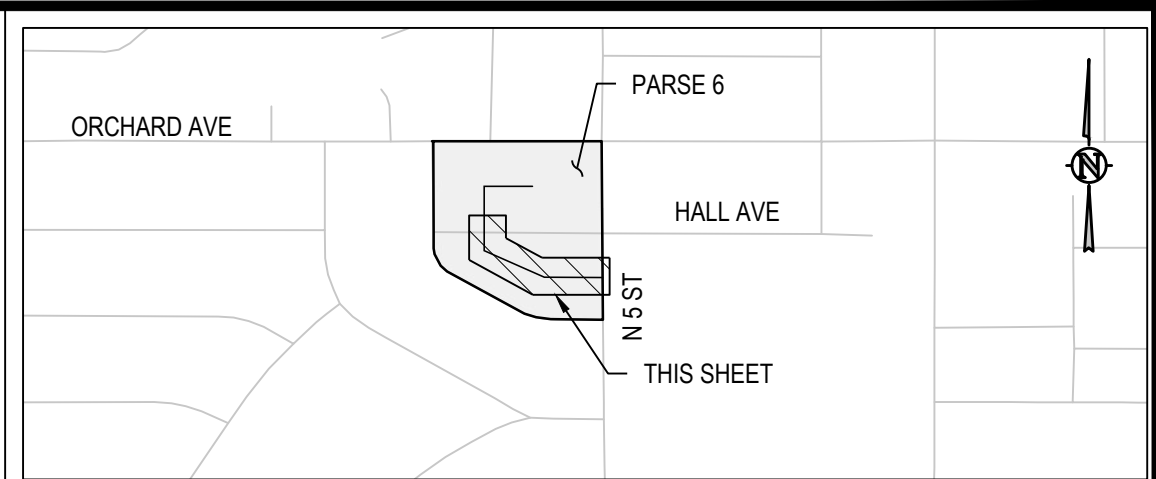 PARSE 6
ORCHARD AVE
N
HALL AVE
N 5 ST
THIS SHEET